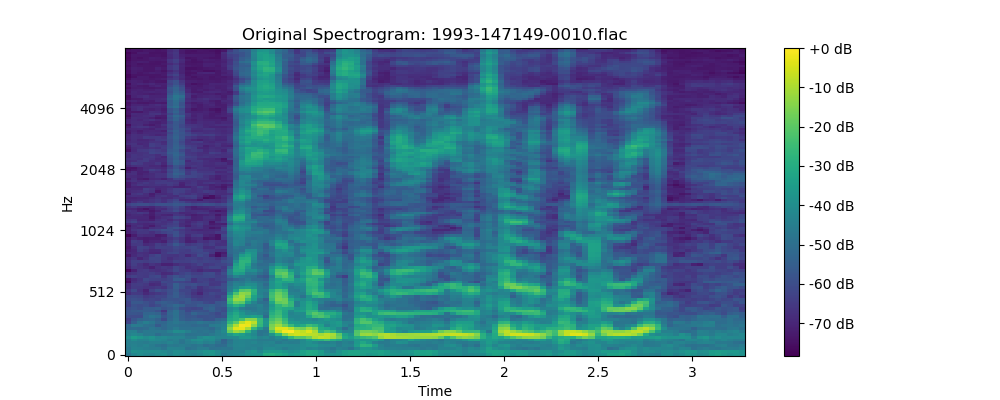 Original Spectrogram: 1993-147149-0010.flac
Hz
4096
2048
1024
512
0
0
0.5
1
1.5
2
2.5
3
Time
+0 dB
-10 dB
-20 dB
-30 dB
-40 dB
-50 dB
-60 dB
-70 dB